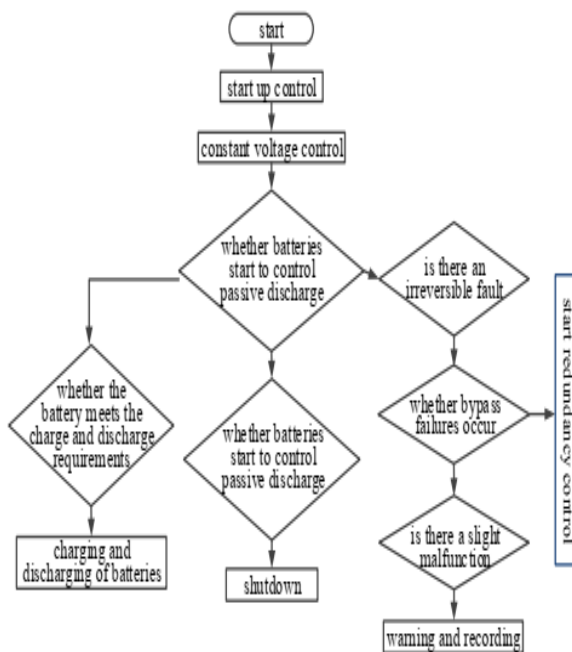 start
start up control
constant voltage control
whether batteries
start to control
passive discharge
is there an
irreversible fault
whether the
battery meets the
charge and discharge
requirements
whether batteries
start to control
passive discharge
whether bypass
failures occur
start redundancy control
is there a slight
malfunction
charging and
discharging of batteries
shutdown
warning and recording